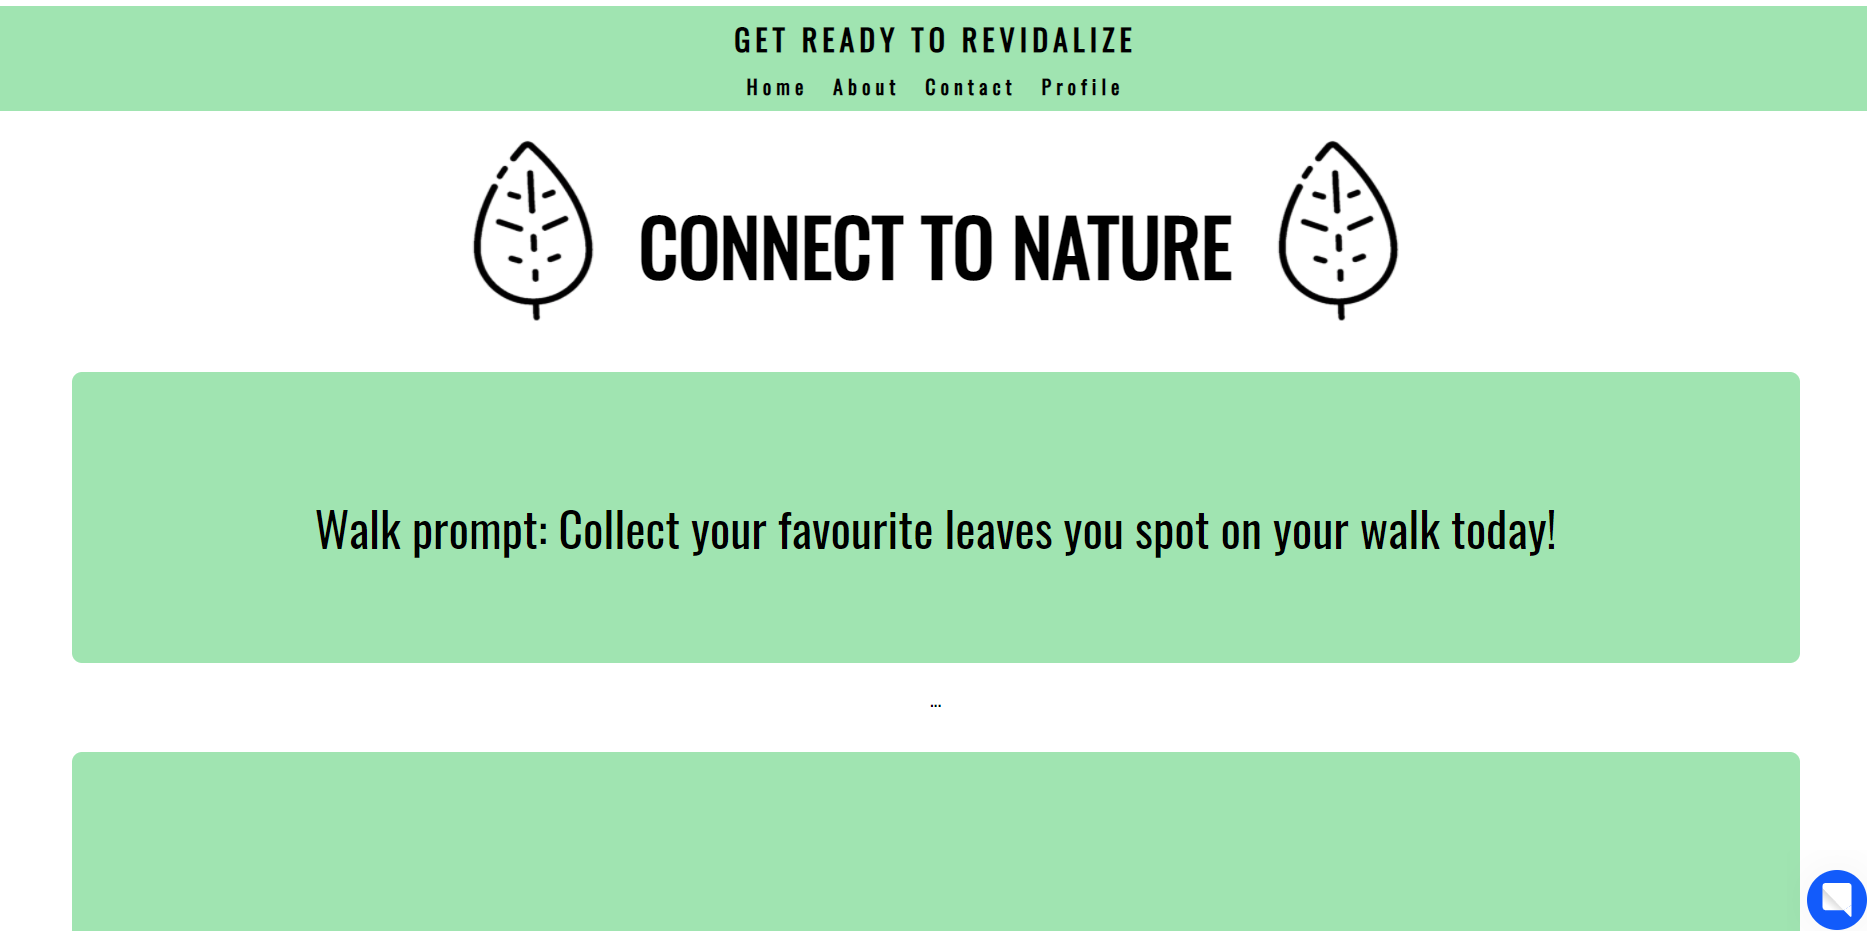 GET READY TO REVIDALIZE
Home About Contact Profile
CONNECT TO NATURE
Walk prompt: Collect your favourite leaves you spot on your walk today!
...